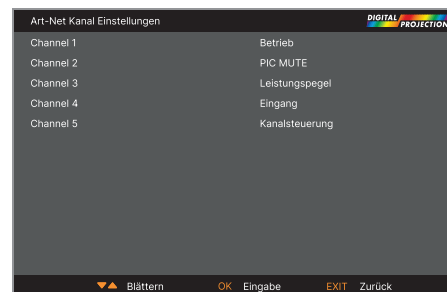 Art-Net Kanal Einstellungen DIGITAL PROJECTION
Channel 1 Betrieb
Channel 2 PIC MUTE
Channel 3 Leistungspegel
Channel 4 Eingang
Channel 5 Kanalsteuerung
▼▲ Blättern OK Eingabe EXIT Zurück